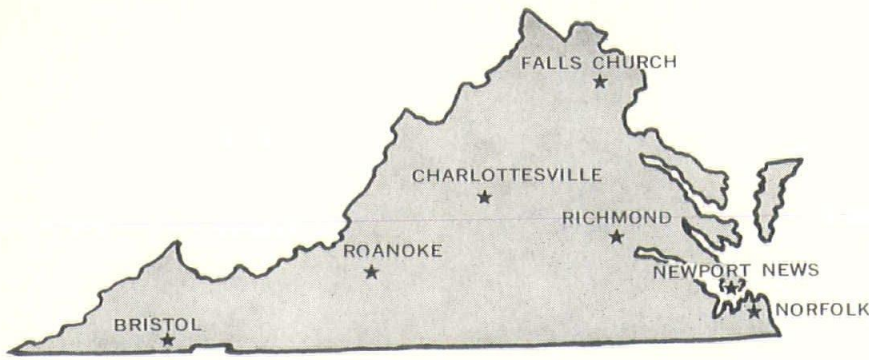 FALLS CHURCH
CHARLOTTESVILLE
RICHMOND
ROANOKE
NEWPORT NEWS
NORFOLK
BRISTOL